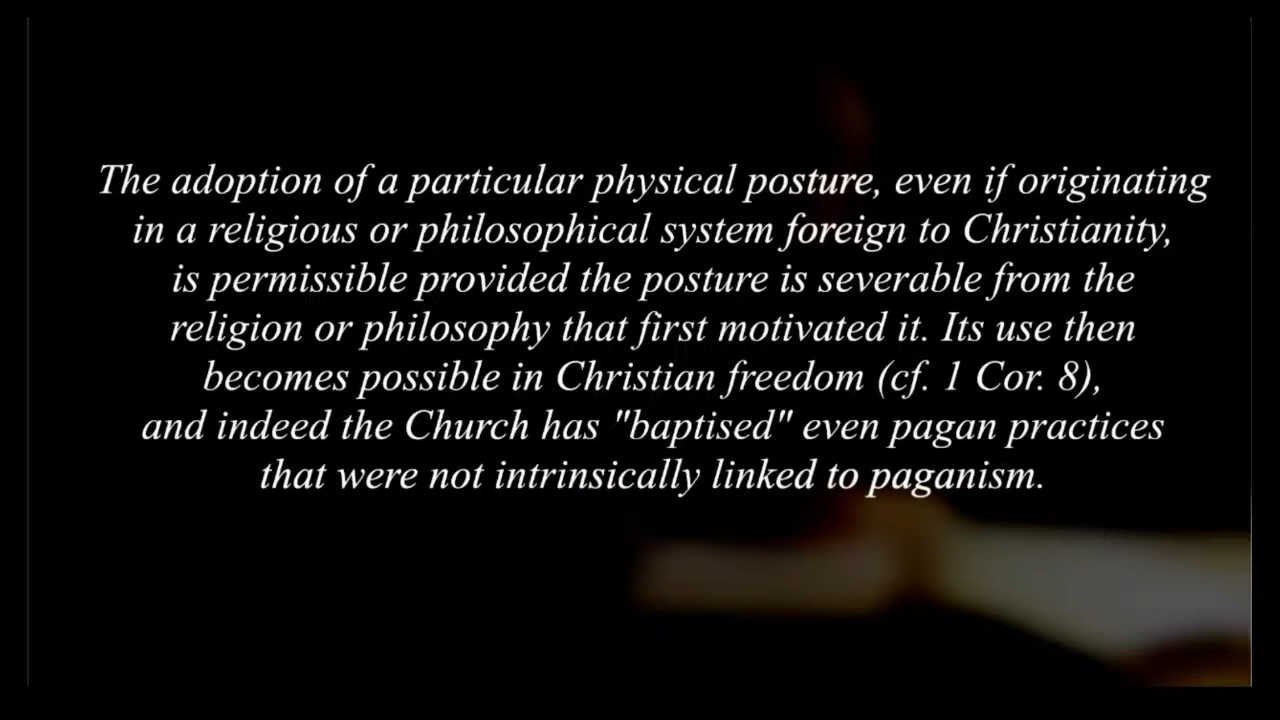 The adoption of a particular physical posture, even if originating
in a religious or philosophical system foreign to Christianity,
is permissible provided the posture is severable from the
religion or philosophy that first motivated it. Its use then
becomes possible in Christian freedom (cf. 1 Cor. 8),
and indeed the Church has "baptised" even pagan practices
that were not intrinsically linked to paganism.